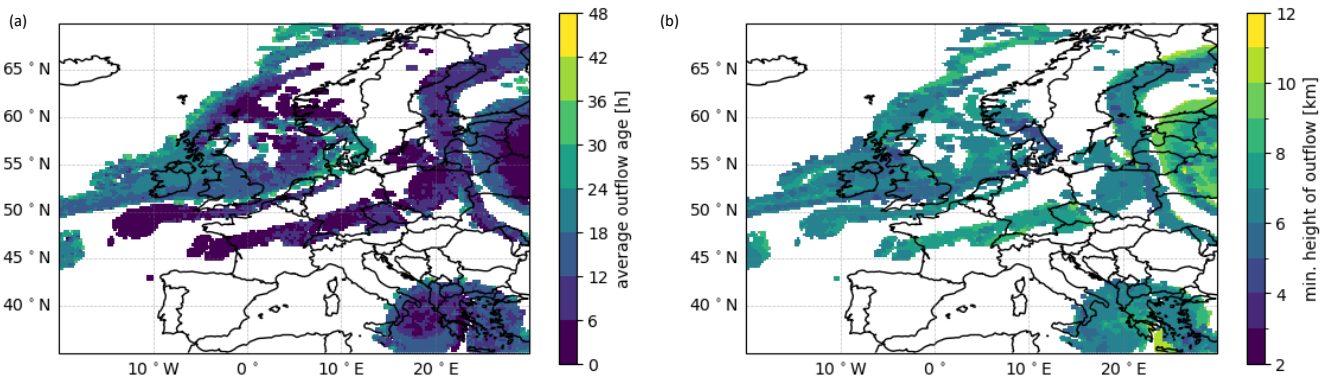 (a)
65°N
60°N
55°N
50°N
45°N
40°N
10°W
0°
10°E
20°E
48
42
36
30
24
18
12
6
0
average outflow age [h]
(b)
65°N
60°N
55°N
50°N
45°N
40°N
10°W
0°
10°E
20°E
12
10
8
6
4
2
min. height of outflow [km]